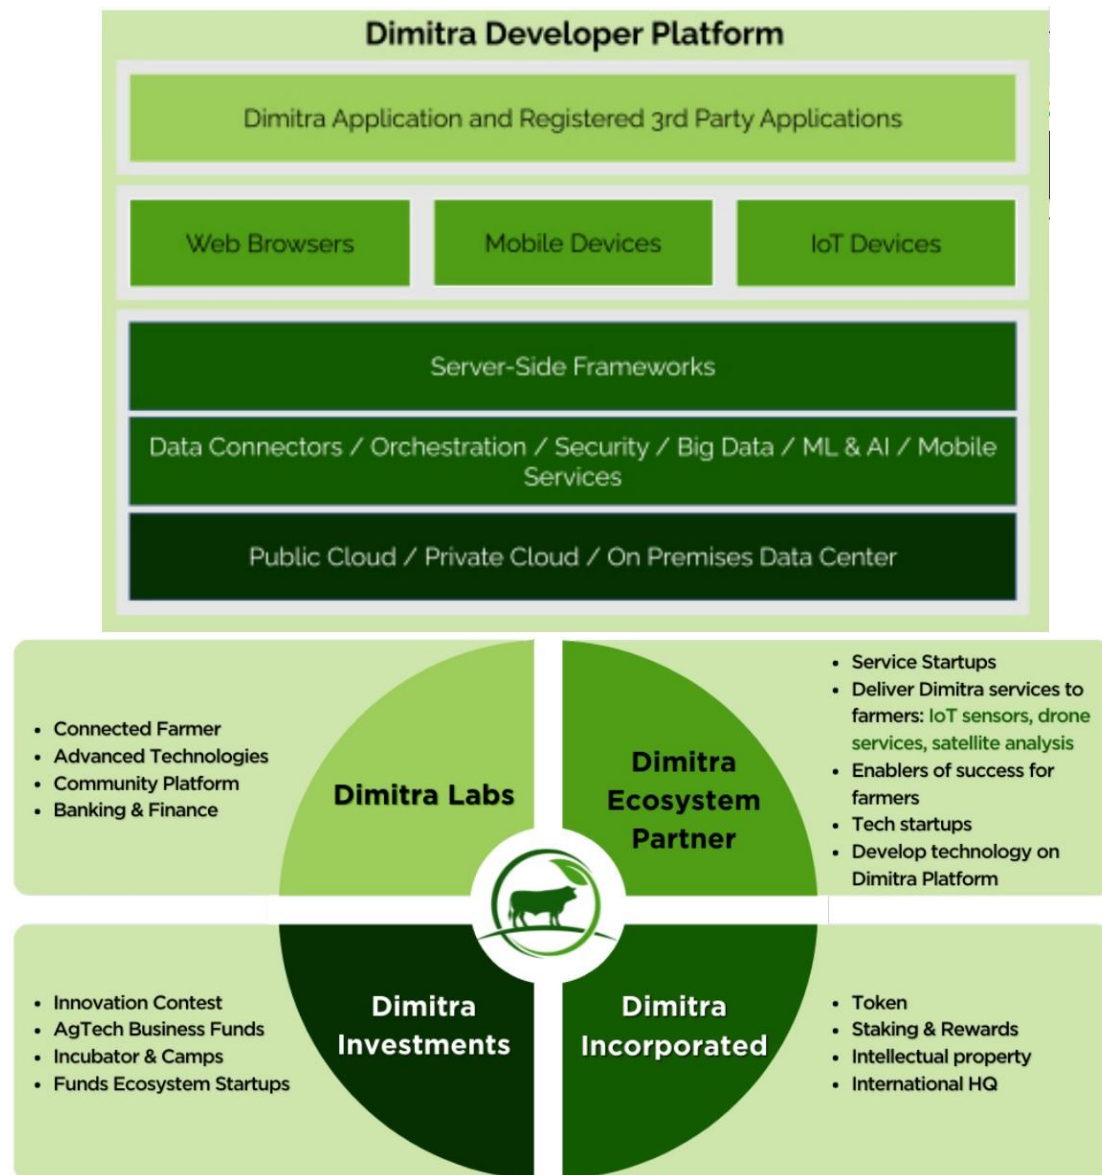 Dimitra Developer Platform
Dimitra Application and Registered 3rd Party Applications
Web Browsers
Mobile Devices
IoT Devices
Server-Side Frameworks
Data Connectors / Orchestration / Security / Big Data / ML & AI / Mobile
Services
Public Cloud / Private Cloud / On Premises Data Center
• Connected Farmer
• Advanced Technologies
• Community Platform
• Banking & Finance
Dimitra Labs
Dimitra
Ecosystem
Partner
• Service Startups
• Deliver Dimitra services to
farmers: IoT sensors, drone
services, satellite analysis
• Enablers of success for
farmers
• Tech startups
• Develop technology on
Dimitra Platform
• Innovation Contest
• AgTech Business Funds
• Incubator & Camps
• Funds Ecosystem Startups
Dimitra
Investments
Dimitra
Incorporated
• Token
• Staking & Rewards
• Intellectual property
• International HQ